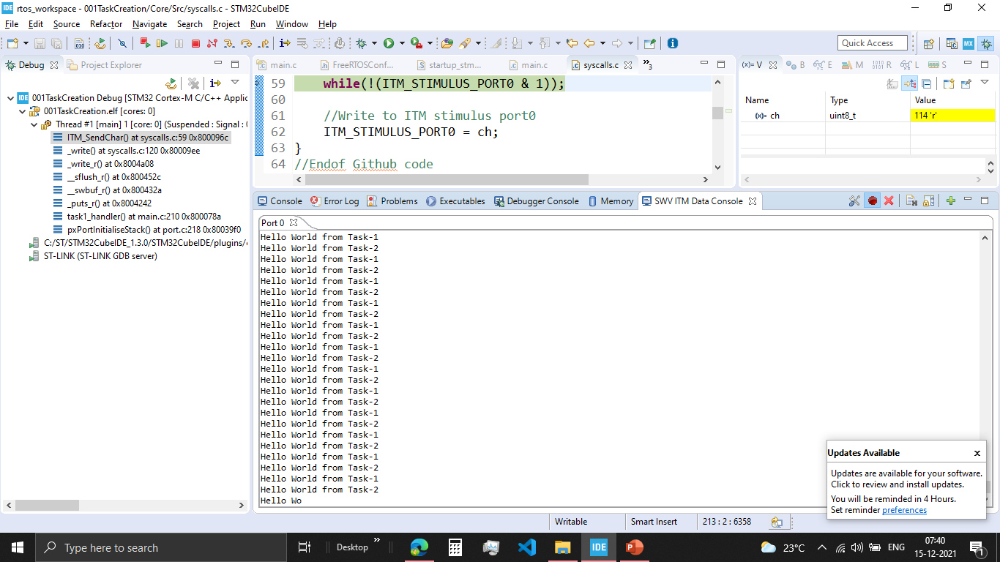 IDE rtos_workspace - 001TaskCreation/Core/Src/syscalls.c - STM32CubeIDE
File Edit Source Refactor Navigate Search Project Run Window Help
Quick Access
MX
Debug Project Explorer
main.c FreeRTOSConf... startup_stm... main.c syscalls.c »3
(x)= V B E M R L S
IDE 001TaskCreation Debug [STM32 Cortex-M C/C++ Applic
001TaskCreation.elf [cores: 0]
Thread #1 [main] 1 [core: 0] (Suspended : Signal :
ITM_SendChar() at syscalls.c:59 0x800096c
_write() at syscalls.c:120 0x80009ee
_write_r() at 0x8004a08
__sflush_r() at 0x800452c
__swbuf_r() at 0x800432a
_puts_r() at 0x8004242
task1_handler() at main.c:210 0x800078a
pxPortInitialiseStack() at port.c:218 0x80039f0
C:/ST/STM32CubeIDE_1.3.0/STM32CubeIDE/plugins/
ST-LINK (ST-LINK GDB server)
59 while(!(ITM_STIMULUS_PORT0 & 1));
60
61 //Write to ITM stimulus port0
62 ITM_STIMULUS_PORT0 = ch;
63 }
64 //Endof Github code
Name Type Value
(x)= ch uint8_t 114 'r'
Console Error Log Problems Executables Debugger Console Memory SWV ITM Data Console
Port 0
Hello World from Task-1
Hello World from Task-2
Hello World from Task-1
Hello World from Task-2
Hello World from Task-1
Hello World from Task-2
Hello World from Task-1
Hello World from Task-2
Hello World from Task-1
Hello World from Task-2
Hello World from Task-1
Hello World from Task-2
Hello World from Task-1
Hello World from Task-2
Hello World from Task-1
Hello World from Task-2
Hello World from Task-1
Hello World from Task-2
Hello World from Task-1
Hello World from Task-2
Hello World from Task-1
Hello World from Task-2
Hello World from Task-1
Hello World from Task-2
Hello Wo
Updates Available
Updates are available for your software.
Click to review and install updates.
You will be reminded in 4 Hours.
Set reminder preferences
Writable Smart Insert 213 : 2 : 6358
Type here to search
Desktop »
IDE
23°C
ENG
07:40
15-12-2021
1